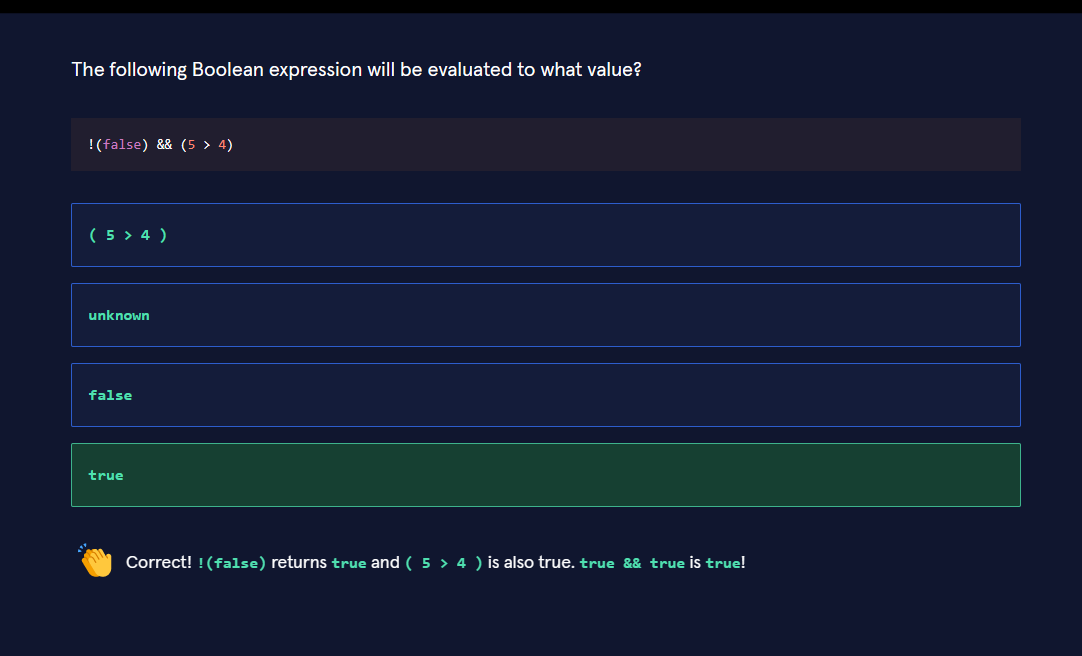 The following Boolean expression will be evaluated to what value?
!(false) && (5 > 4)
( 5 > 4 )
unknown
false
true
Correct! !(false) returns true and ( 5 > 4 ) is also true. true && true is true!